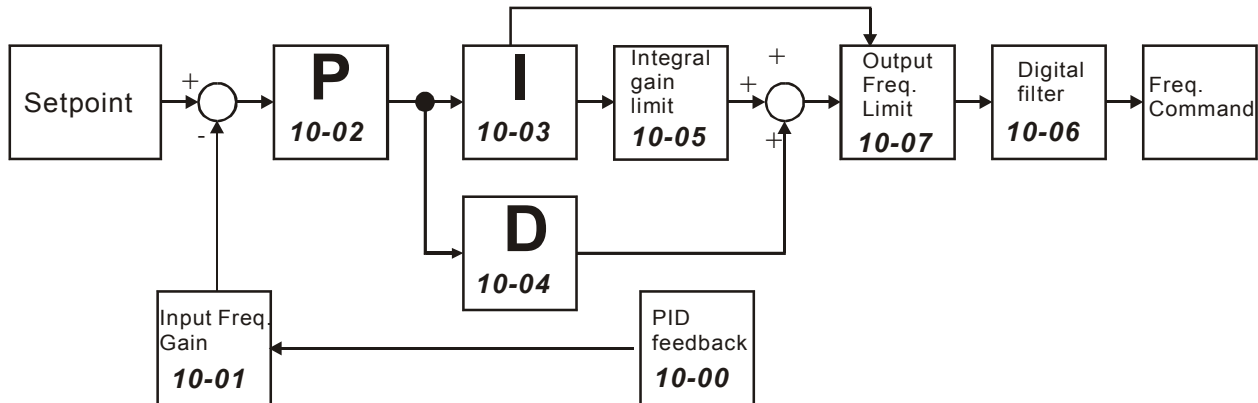 Setpoint
+
-
P
10-02
I
10-03
Integral
gain
limit
10-05
+
+
+
Output
Freq.
Limit
10-07
Digital
filter
10-06
Freq.
Command
D
10-04
Input Freq.
Gain
10-01
PID
feedback
10-00